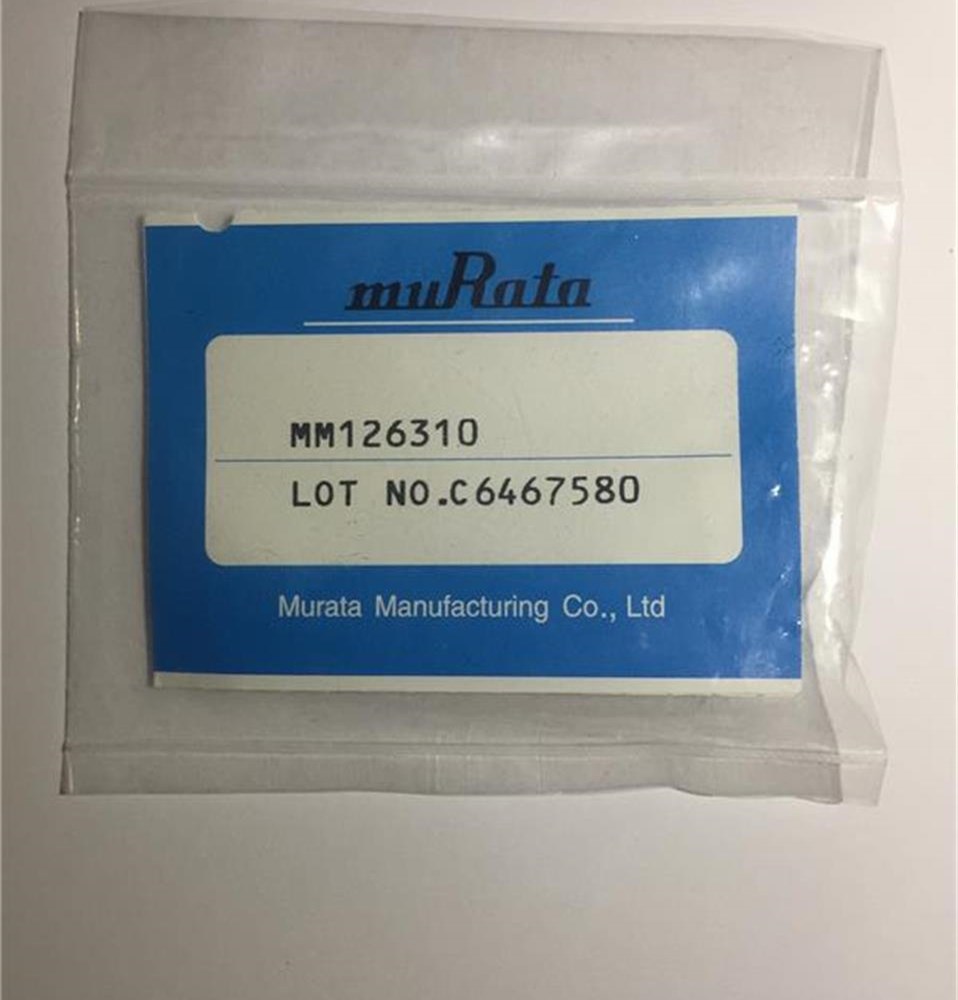 muRata
MM126310
LOT NO.C6467580
Murata Manufacturing Co., Ltd